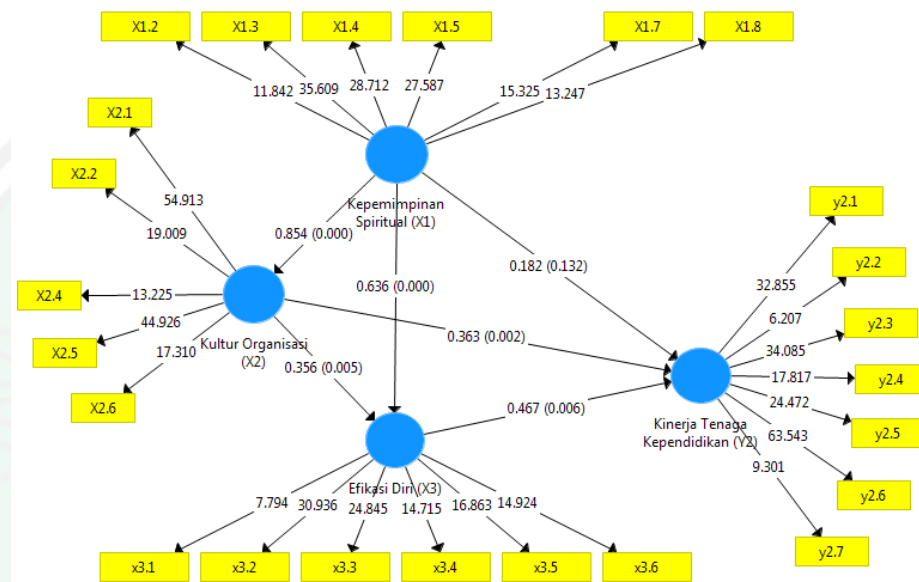 X1.2
X1.3
X1.4
X1.5
X1.7
X1.8
11.842
35.609
28.712
27.587
15.325
13.247
X2.1
X2.2
X2.4
X2.5
X2.6
54.913
19.009
13.225
44.926
17.310
Kepemimpinan
Spiritual (X1)
0.854 (0.000)
0.636 (0.000)
0.182 (0.132)
Kultur Organisasi
(X2)
0.363 (0.002)
0.356 (0.005)
0.467 (0.006)
Kinerja Tenaga
Kependidikan (Y2)
y2.1
y2.2
y2.3
y2.4
y2.5
y2.6
y2.7
32.855
6.207
34.085
17.817
24.472
63.543
9.301
Efikasi Diri (X3)
7.794
30.936
24.845
14.715
16.863
14.924
x3.1
x3.2
x3.3
x3.4
x3.5
x3.6